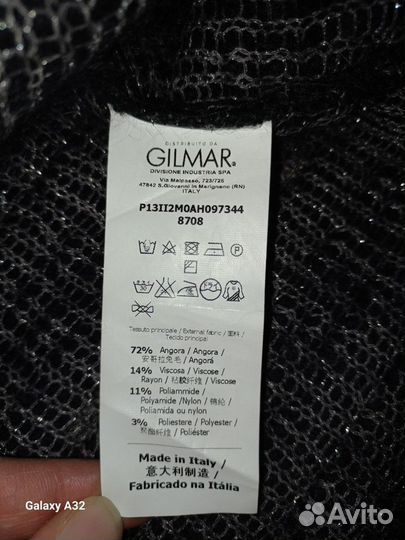 DISTRIBUITO DA
GILMAR®
DIVISIONE INDUSTRIA SPA
Via Malpasso, 723/725
47842 S.Giovanni in Marignano (RN)
ITALY
P13II2M0AH097344
8708
P
30
Tessuto principale / External fabric / 面料 /
Tecido principal
72% Angora / Angora /
安哥拉兔毛 / Angorá
14% Viscosa / Viscose /
Rayon / 粘胶纤维 / Viscose
11% Poliammide /
Polyamide /Nylon / 锦纶 /
Poliamida ou nylon
3% Poliestere / Polyester /
聚酯纤维 / Poliéster
Made in Italy /
意大利制造 /
Fabricado na Itália
Galaxy A32
Avito